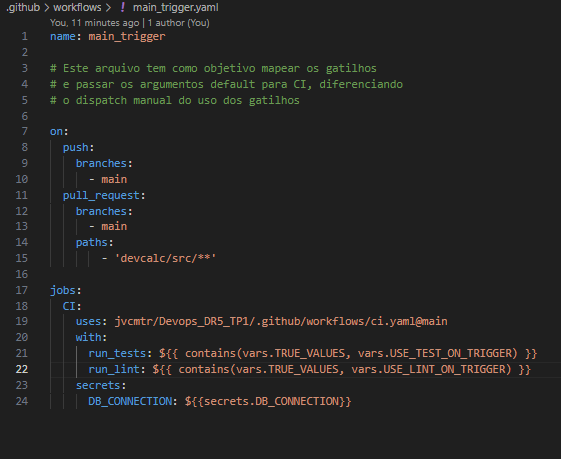 .github > workflows > ! main_trigger.yaml
You, 11 minutes ago | 1 author (You)
1 name: main_trigger
2
3 # Este arquivo tem como objetivo mapear os gatilhos
4 # e passar os argumentos default para CI, diferenciando
5 # o dispatch manual do uso dos gatilhos
6
7 on:
8 push:
9 branches:
10 - main
11 pull_request:
12 branches:
13 - main
14 paths:
15 - 'devcalc/src/**'
16
17 jobs:
18 CI:
19 uses: jvcmtr/Devops_DR5_TP1/.github/workflows/ci.yaml@main
20 with:
21 run_tests: ${{ contains(vars.TRUE_VALUES, vars.USE_TEST_ON_TRIGGER) }}
22 run_lint: ${{ contains(vars.TRUE_VALUES, vars.USE_LINT_ON_TRIGGER) }}
23 secrets:
24 DB_CONNECTION: ${{secrets.DB_CONNECTION}}